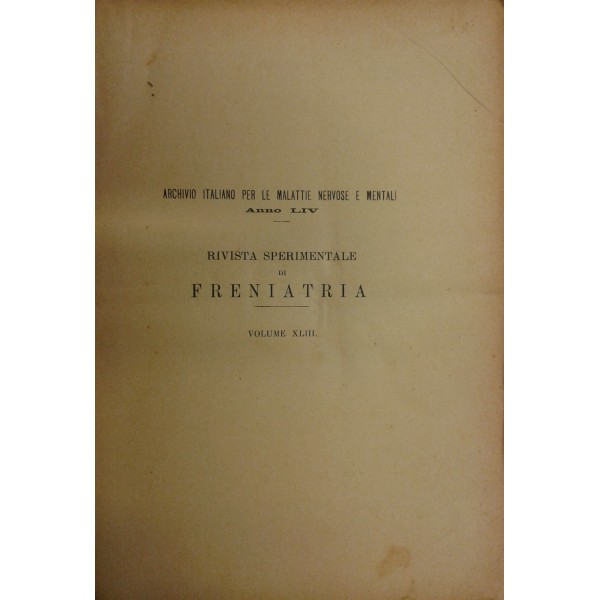 ARCHIVIO ITALIANO PER LE MALATTIE NERVOSE E MENTALI
Anno LIV
RIVISTA SPERIMENTALE
DI
FRENIATRIA
VOLUME XLIII.